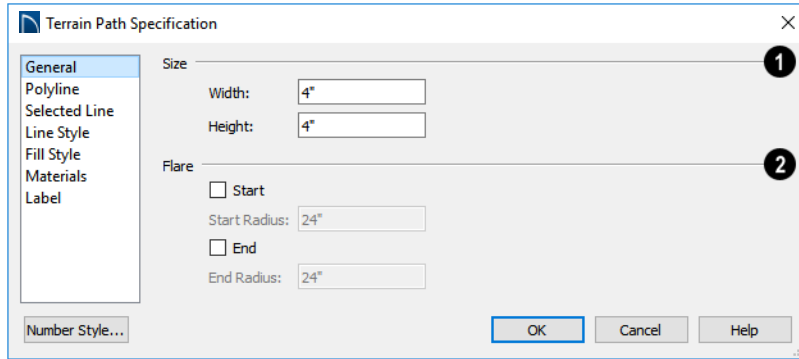 Terrain Path Specification
General
Polyline
Selected Line
Line Style
Fill Style
Materials
Label
Size
1
Width: 4"
Height: 4"
Flare
2
Start
Start Radius: 24"
End
End Radius: 24"
Number Style...
OK
Cancel
Help